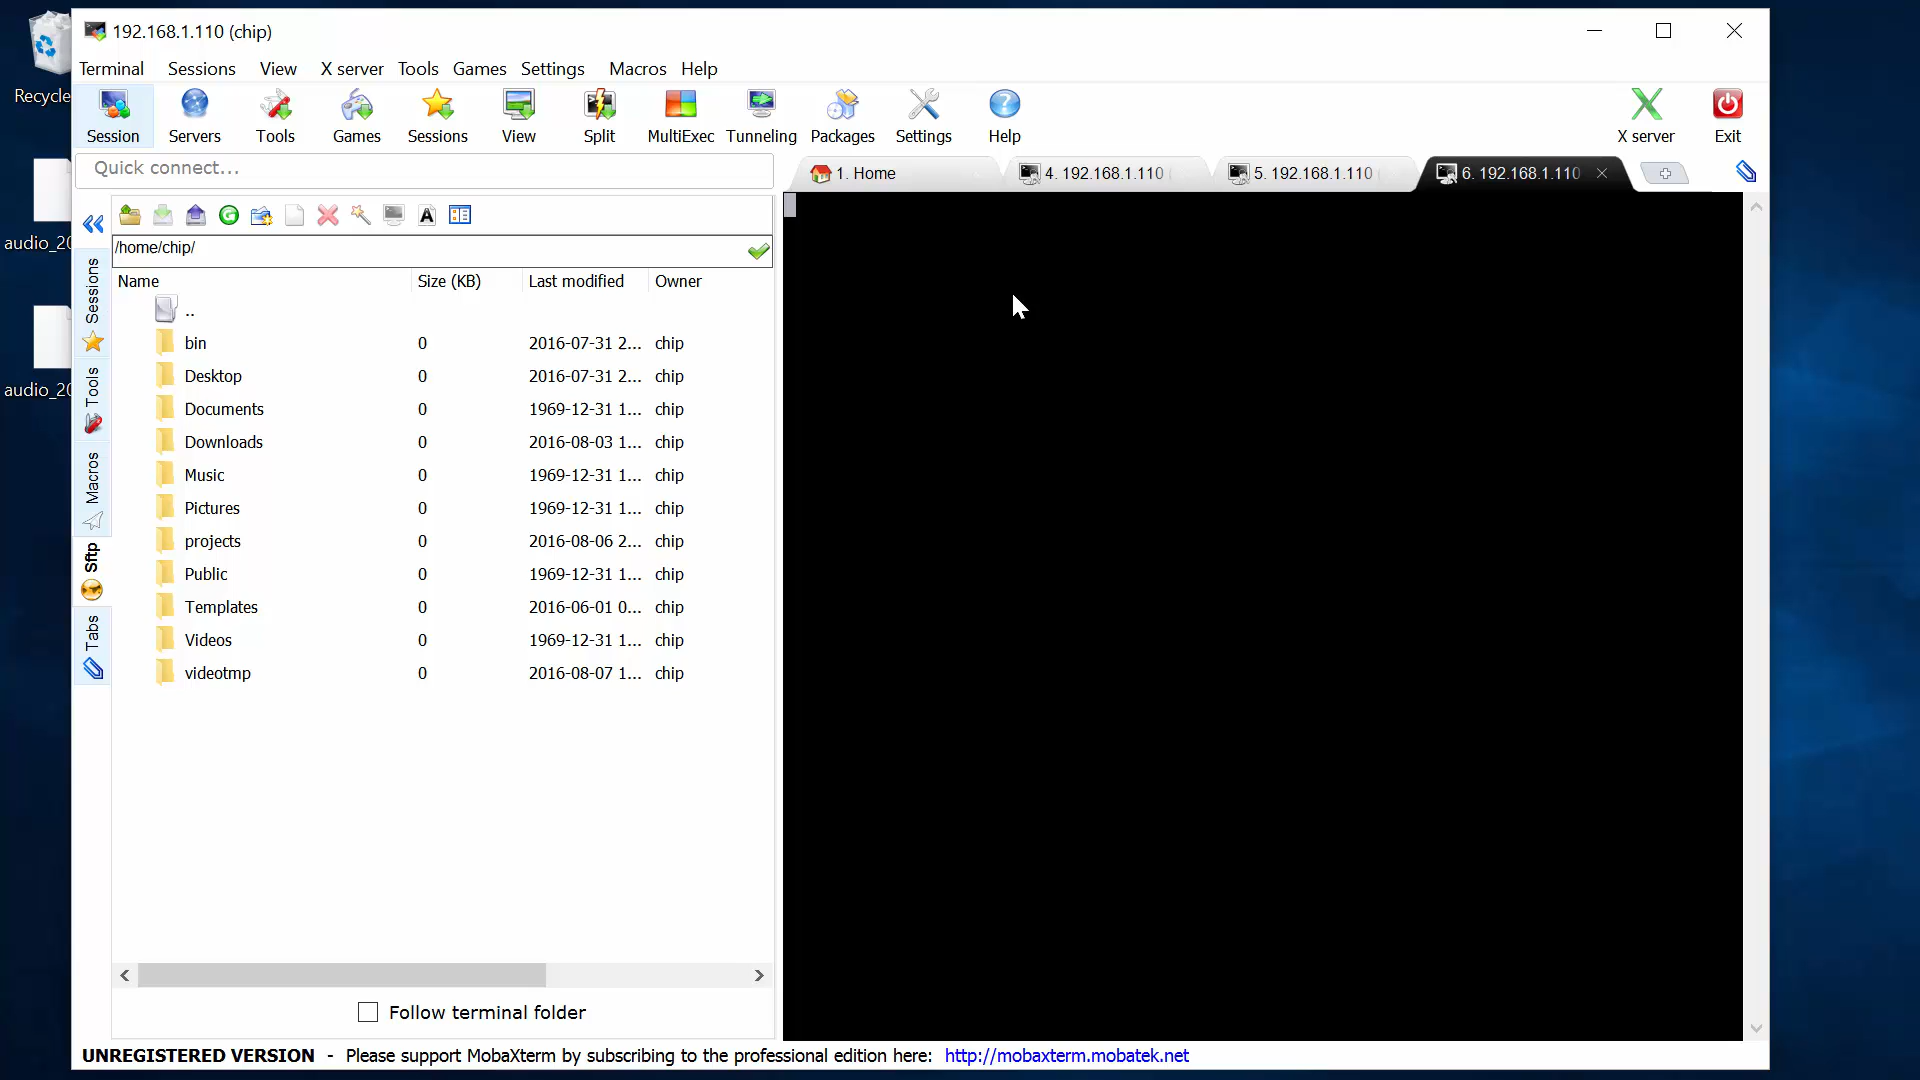 192.168.1.110 (chip)
Recycle
Terminal Sessions View X server Tools Games Settings Macros Help
Session Servers Tools Games Sessions View Split MultiExec Tunneling Packages Settings Help X server Exit
Quick connect...
1. Home 4. 192.168.1.110 5. 192.168.1.110 6. 192.168.1.110
/home/chip/
Name Size (KB) Last modified Owner
..
bin 0 2016-07-31 2... chip
Desktop 0 2016-07-31 2... chip
Documents 0 1969-12-31 1... chip
Downloads 0 2016-08-03 1... chip
Music 0 1969-12-31 1... chip
Pictures 0 1969-12-31 1... chip
projects 0 2016-08-06 2... chip
Public 0 1969-12-31 1... chip
Templates 0 2016-06-01 0... chip
Videos 0 1969-12-31 1... chip
videotmp 0 2016-08-07 1... chip
audio_20
audio_20
Sessions
Tools
Macros
Sftp
Tabs
Follow terminal folder
UNREGISTERED VERSION - Please support MobaXterm by subscribing to the professional edition here: http://mobaxterm.mobatek.net